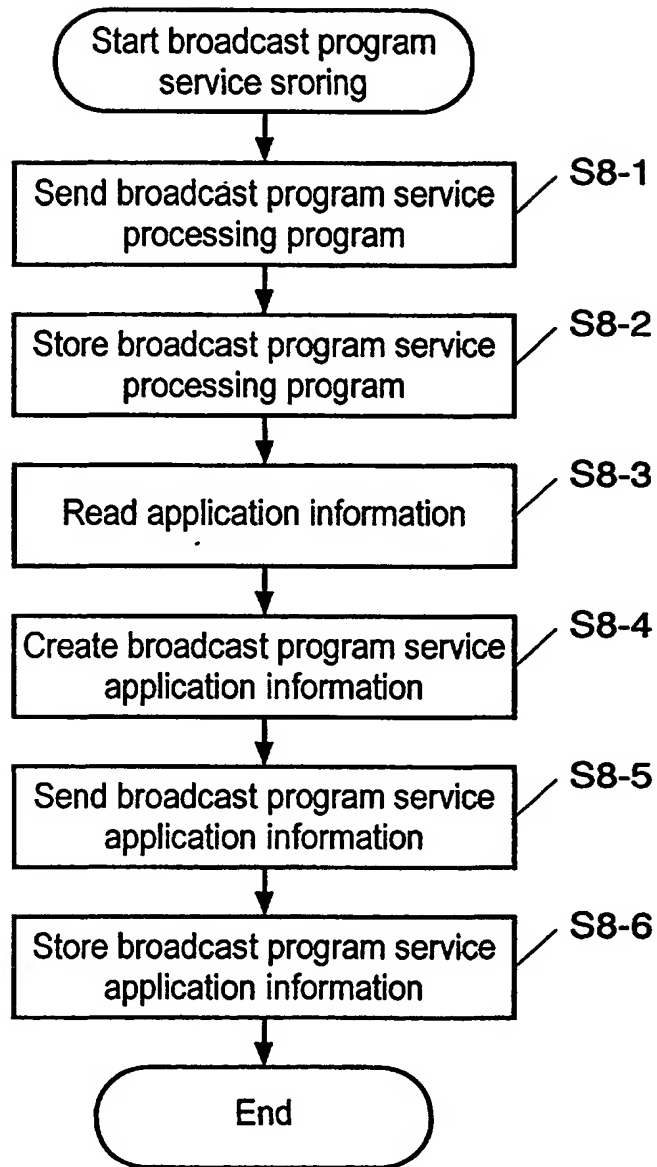 Start broadcast program
service sroring
S8-1
Send broadcast program service
processing program
S8-2
Store broadcast program service
processing program
S8-3
Read application information
S8-4
Create broadcast program service
application information
S8-5
Send broadcast program service
application information
S8-6
Store broadcast program service
application information
End